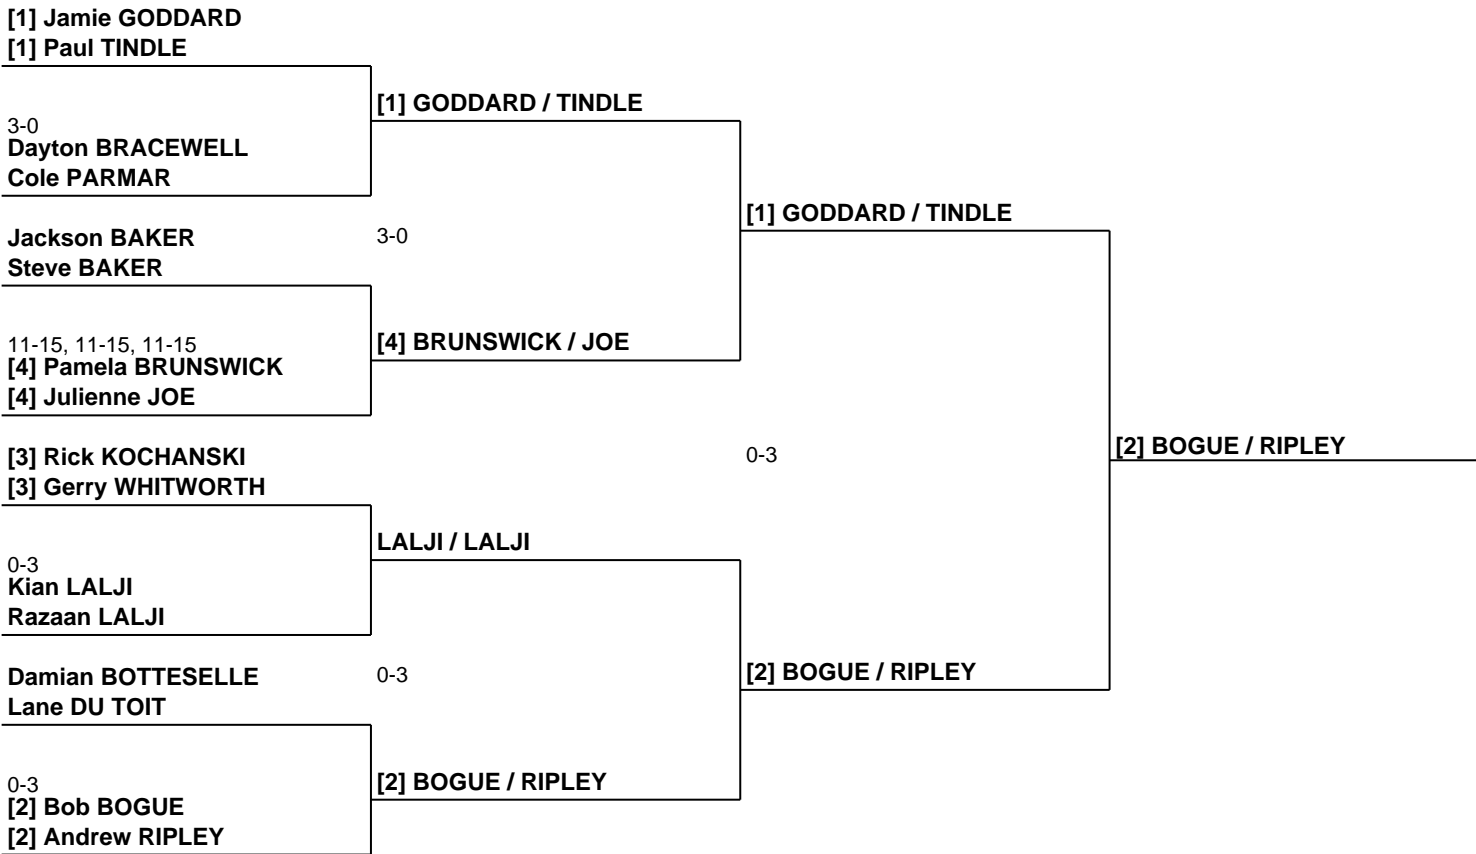 [1] Jamie GODDARD
[1] Paul TINDLE
[1] GODDARD / TINDLE
3-0
Dayton BRACEWELL
Cole PARMAR
[1] GODDARD / TINDLE
Jackson BAKER
3-0
Steve BAKER
11-15, 11-15, 11-15
[4] BRUNSWICK / JOE
[4] Pamela BRUNSWICK
[4] Julienne JOE
[2] BOGUE / RIPLEY
[3] Rick KOCHANSKI
0-3
[3] Gerry WHITWORTH
LALJI / LALJI
0-3
Kian LALJI
Razaan LALJI
Damian BOTTESELLE
0-3
[2] BOGUE / RIPLEY
Lane DU TOIT
0-3
[2] BOGUE / RIPLEY
[2] Bob BOGUE
[2] Andrew RIPLEY